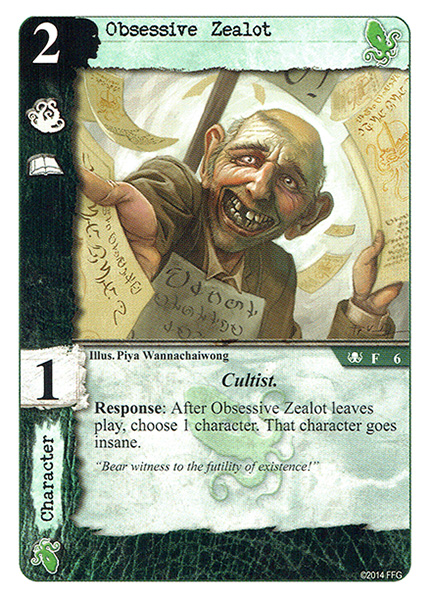 2
Obsessive Zealot
Illus. Piya Wannachaiwong
F 6
1
Cultist.
Response: After Obsessive Zealot leaves
play, choose 1 character. That character goes
insane.
"Bear witness to the futility of existence!"
Character
©2014 FFG